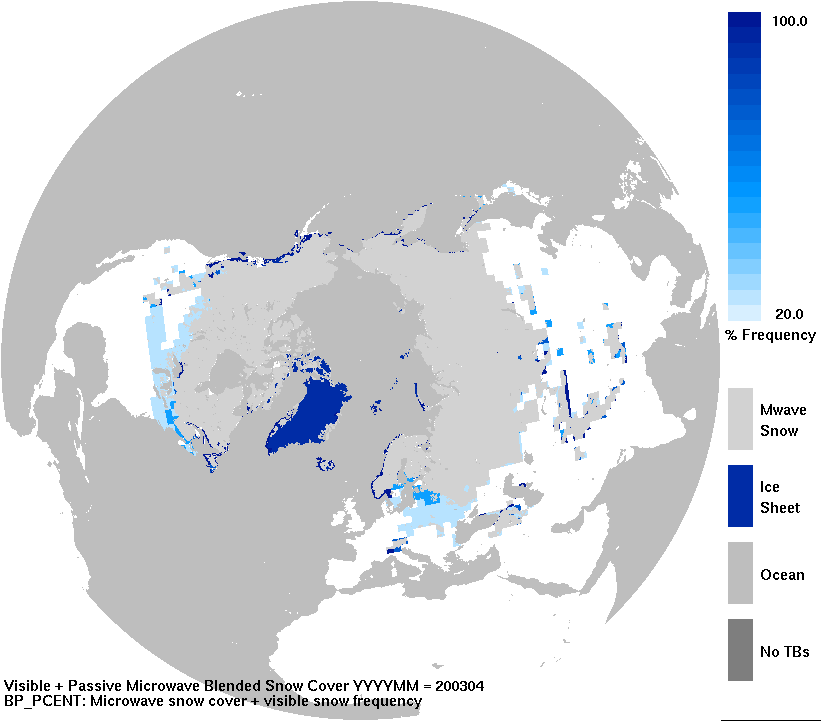 100.0
20.0
% Frequency
Mwave
Snow
Ice
Sheet
Ocean
No TBs
Visible + Passive Microwave Blended Snow Cover YYYYMM = 200304
BP_PCENT: Microwave snow cover + visible snow frequency